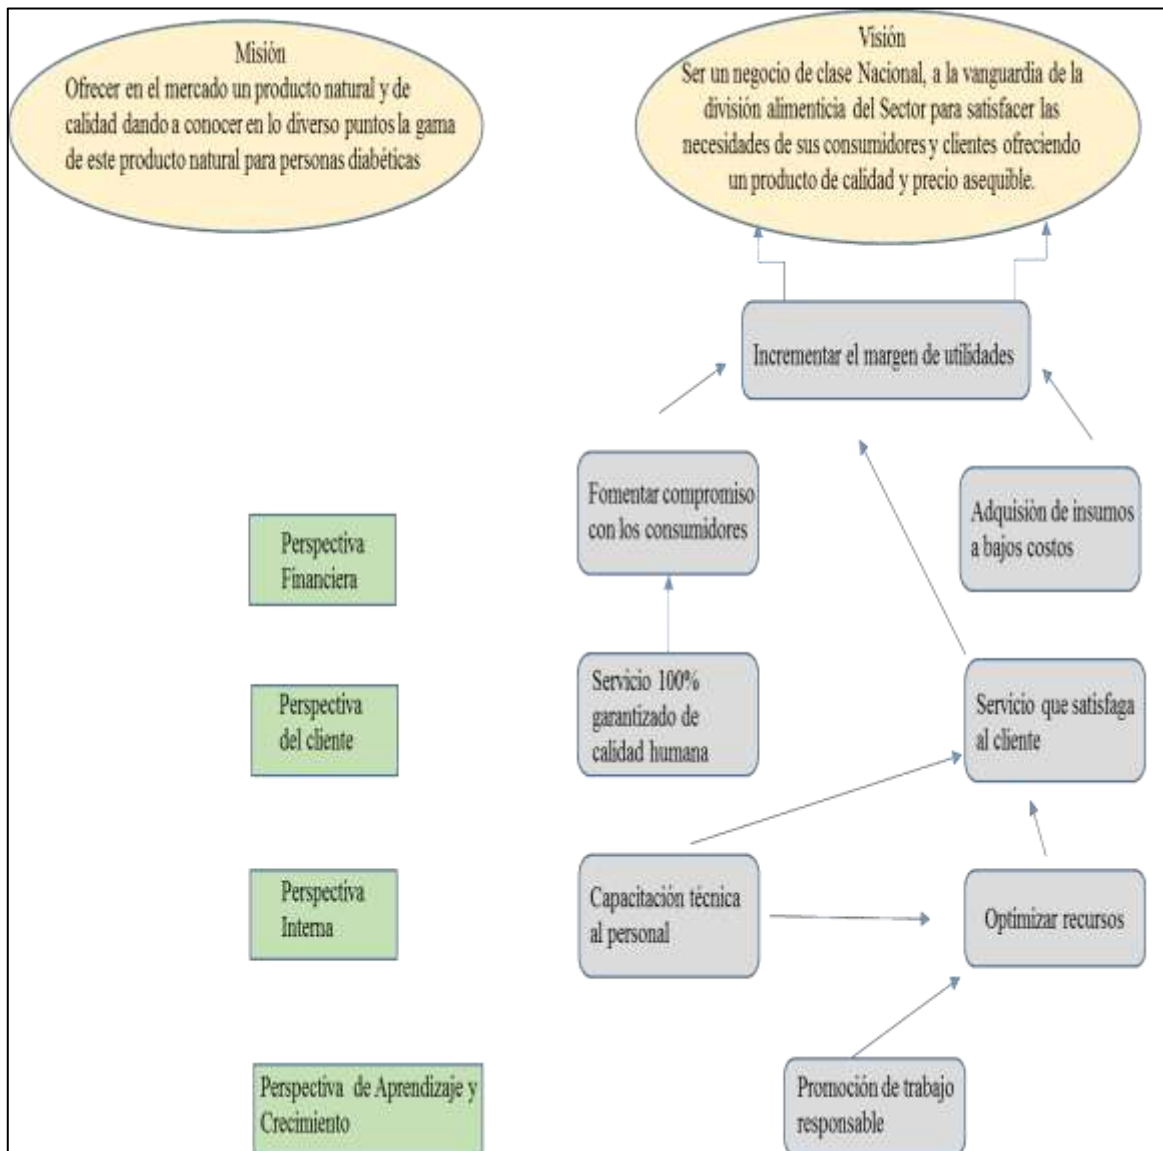 Misión
Ofrecer en el mercado un producto natural y de
calidad dando a conocer en lo diverso puntos la gama
de este producto natural para personas diabéticas
Visión
Ser un negocio de clase Nacional, a la vanguardia de la
división alimenticia del Sector para satisfacer las
necesidades de sus consumidores y clientes ofreciendo
un producto de calidad y precio asequible.
Incrementar el margen de utilidades
Perspectiva
Financiera
Fomentar compromiso
con los consumidores
Adquisión de insumos
a bajos costos
Perspectiva
del cliente
Servicio 100%
garantizado de
calidad humana
Servicio que satisfaga
al cliente
Perspectiva
Interna
Capacitación técnica
al personal
Optimizar recursos
Perspectiva de Aprendizaje y
Crecimiento
Promoción de trabajo
responsable